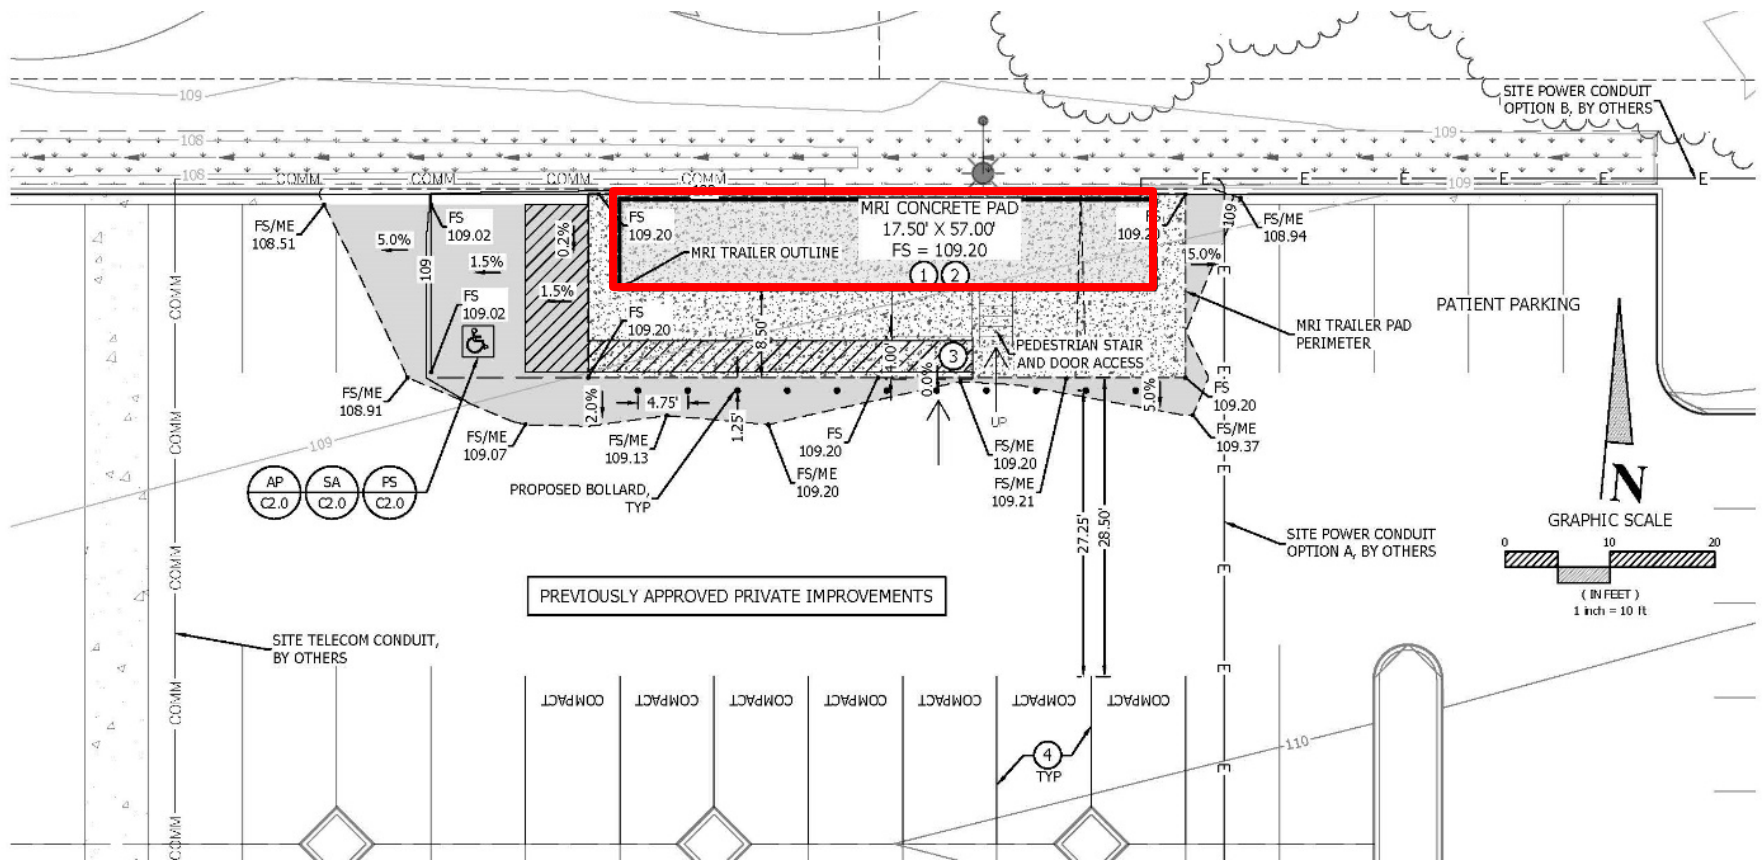 109
SITE POWER CONDUIT
OPTION B, BY OTHERS
109
108
108
COMM
COMM
COMM
COMM
E
E
E
E
E
E
109
FS/ME
108.51
FS
109.02
5.0%
1.5%
109
0.2%
FS
109.20
MRI CONCRETE PAD
17.50' X 57.00'
FS = 109.20
1
2
MRI TRAILER OUTLINE
FS
109.20
109
FS/ME
108.94
5.0%
E
COMM
FS
109.02
1.5%
FS
109.20
8.50'
4.00'
3
PEDESTRIAN STAIR
AND DOOR ACCESS
MRI TRAILER PAD
PERIMETER
PATIENT PARKING
FS/ME
108.91
2.0%
4.75'
1.25'
0.0%
5.0%
E
FS
109.20
UP
COMM
109
FS/ME
109.07
FS/ME
109.13
FS
109.20
FS/ME
109.20
FS/ME
109.20
FS/ME
109.21
FS/ME
109.37
E
AP
C2.0
SA
C2.0
PS
C2.0
PROPOSED BOLLARD,
TYP
27.25'
28.50'
N
GRAPHIC SCALE
0 10 20
( IN FEET )
1 inch = 10 ft
SITE POWER CONDUIT
OPTION A, BY OTHERS
COMM
E
PREVIOUSLY APPROVED PRIVATE IMPROVEMENTS
SITE TELECOM CONDUIT,
BY OTHERS
E
COMM
COMPACT
COMPACT
COMPACT
COMPACT
COMPACT
COMPACT
COMPACT
4
TYP
110
E
COMM